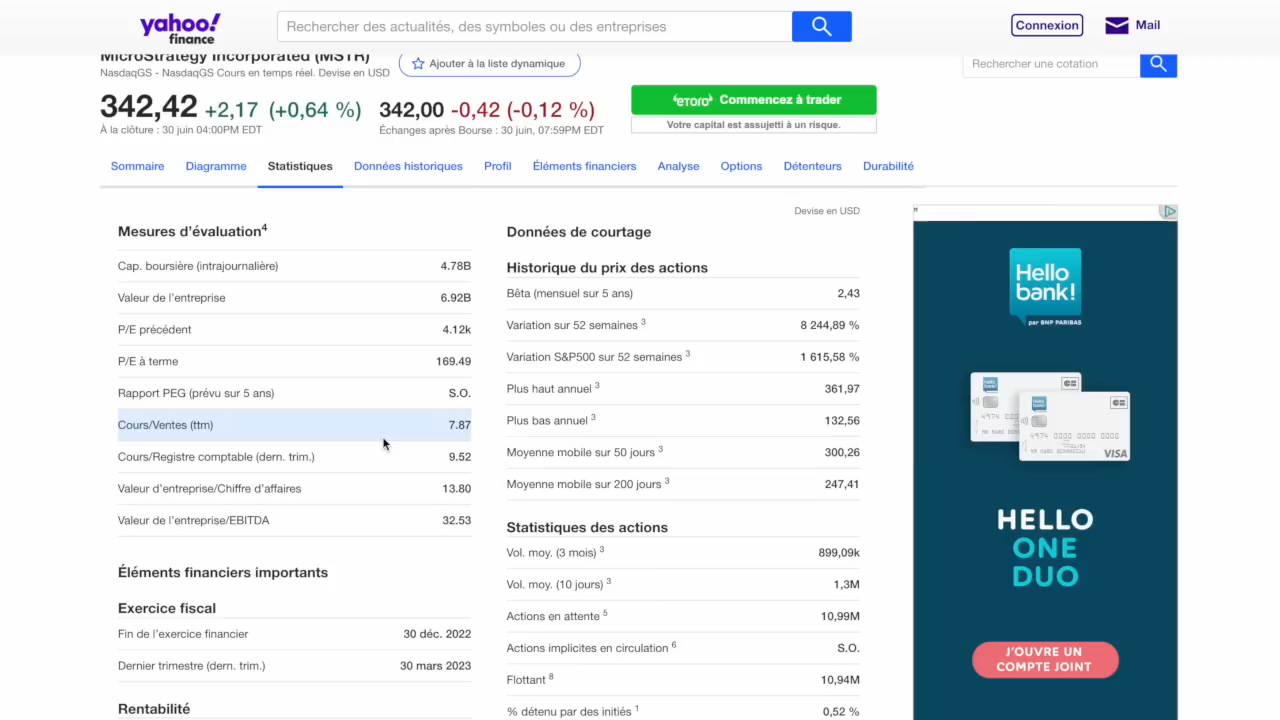 yahoo!
finance
Rechercher des actualités, des symboles ou des entreprises
Connexion
Mail
MicroStrategy Incorporated (MSTR)
NasdaqGS - NasdaqGS Cours en temps réel. Devise en USD
Ajouter à la liste dynamique
Rechercher une cotation
342,42 +2,17 (+0,64 %)
À la clôture : 30 juin 04:00PM EDT
342,00 -0,42 (-0,12 %)
Échanges après Bourse : 30 juin, 07:59PM EDT
eToro Commencez à trader
Votre capital est assujetti à un risque.
Sommaire Diagramme Statistiques Données historiques Profil Éléments financiers Analyse Options Détenteurs Durabilité
Devise en USD
Mesures d’évaluation4
Cap. boursière (intrajournalière) 4.78B
Valeur de l’entreprise 6.92B
P/E précédent 4.12k
P/E à terme 169.49
Rapport PEG (prévu sur 5 ans) S.O.
Cours/Ventes (ttm) 7.87
Cours/Registre comptable (dern. trim.) 9.52
Valeur d’entreprise/Chiffre d’affaires 13.80
Valeur de l’entreprise/EBITDA 32.53
Éléments financiers importants
Exercice fiscal
Fin de l’exercice financier 30 déc. 2022
Dernier trimestre (dern. trim.) 30 mars 2023
Rentabilité
Données de courtage
Historique du prix des actions
Bêta (mensuel sur 5 ans) 2,43
Variation sur 52 semaines 3 8 244,89 %
Variation S&P500 sur 52 semaines 3 1 615,58 %
Plus haut annuel 3 361,97
Plus bas annuel 3 132,56
Moyenne mobile sur 50 jours 3 300,26
Moyenne mobile sur 200 jours 3 247,41
Statistiques des actions
Vol. moy. (3 mois) 3 899,09k
Vol. moy. (10 jours) 3 1,3M
Actions en attente 5 10,99M
Actions implicites en circulation 6 S.O.
Flottant 8 10,94M
% détenu par des initiés 1 0,52 %
Hello
bank!
par BNP PARIBAS
4974 0000 0000 0000
VISA
HELLO
ONE
DUO
J’OUVRE UN
COMPTE JOINT